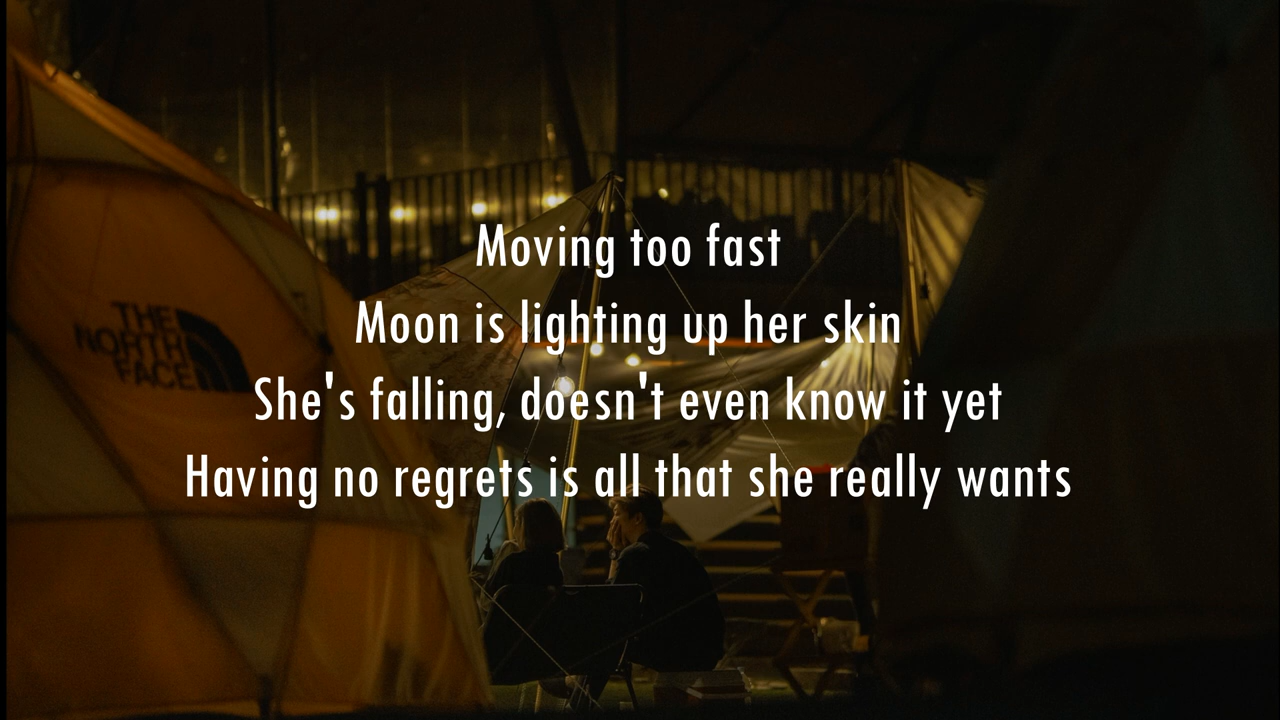 Moving too fast
Moon is lighting up her skin
She's falling, doesn't even know it yet
Having no regrets is all that she really wants
THE
NORTH
FACE